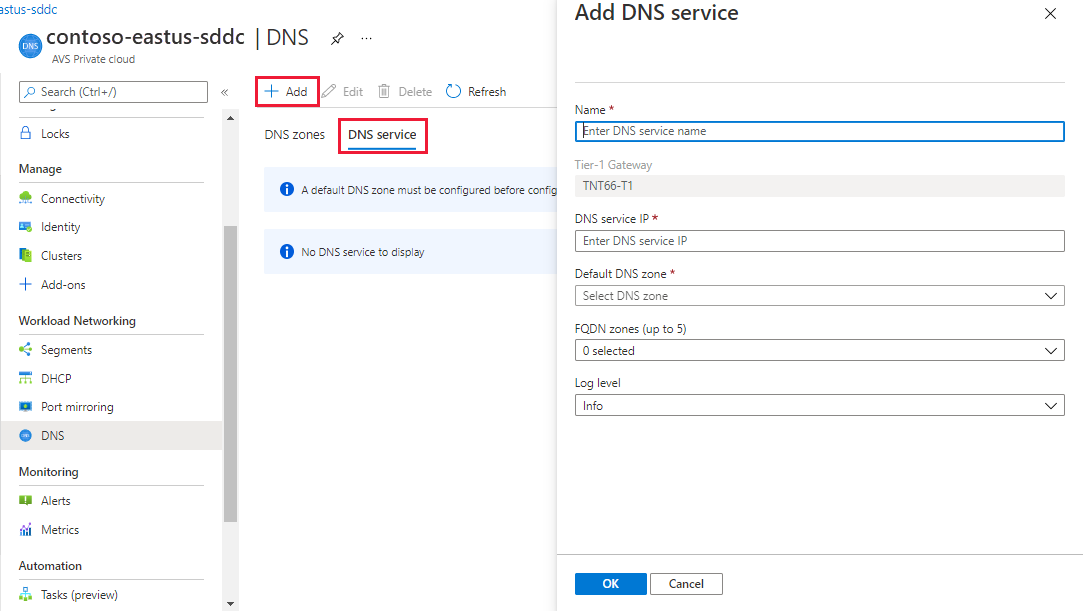 eastus-sddc
DNS
contoso-eastus-sddc | DNS
AVS Private cloud
Search (Ctrl+/)
Locks
Manage
Connectivity
Identity
Clusters
Add-ons
Workload Networking
Segments
DHCP
Port mirroring
DNS
Monitoring
Alerts
Metrics
Automation
Tasks (preview)
Add Edit Delete Refresh
DNS zones DNS service
A default DNS zone must be configured before config
No DNS service to display
Add DNS service
Name *
Enter DNS service name
Tier-1 Gateway
TNT66-T1
DNS service IP *
Enter DNS service IP
Default DNS zone *
Select DNS zone
FQDN zones (up to 5)
0 selected
Log level
Info
OK Cancel